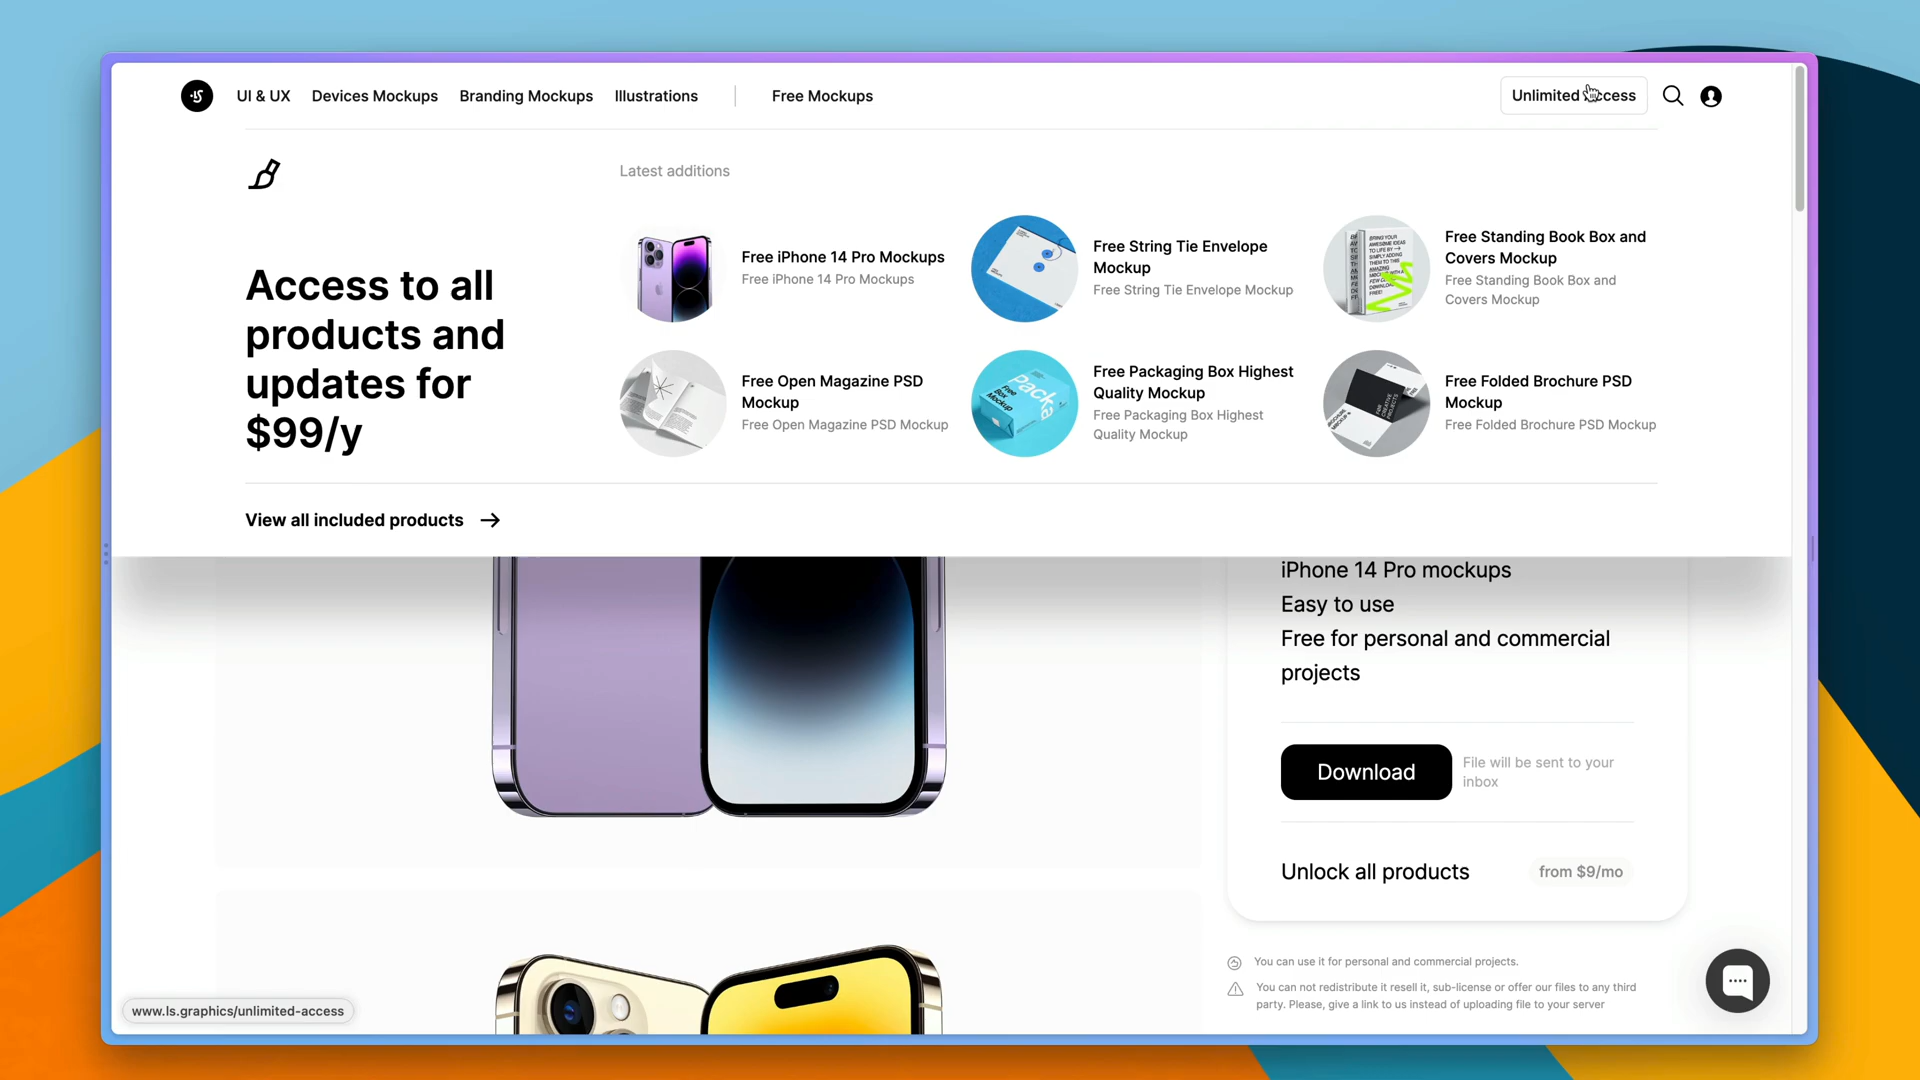 UI & UX Devices Mockups Branding Mockups Illustrations Free Mockups Unlimited Access
Latest additions
Access to all
products and
updates for
$99/y
Free iPhone 14 Pro Mockups
Free iPhone 14 Pro Mockups
Free String Tie Envelope
Mockup
Free String Tie Envelope Mockup
Free Standing Book Box and
Covers Mockup
Free Standing Book Box and
Covers Mockup
Free Open Magazine PSD
Mockup
Free Open Magazine PSD Mockup
Free Packaging Box Highest
Quality Mockup
Free Packaging Box Highest
Quality Mockup
Free Folded Brochure PSD
Mockup
Free Folded Brochure PSD Mockup
View all included products
iPhone 14 Pro mockups
Easy to use
Free for personal and commercial
projects
Download
File will be sent to your
inbox
Unlock all products from $9/mo
You can use it for personal and commercial projects.
You can not redistribute it resell it, sub-license or offer our files to any third
party. Please, give a link to us instead of uploading file to your server
www.ls.graphics/unlimited-access